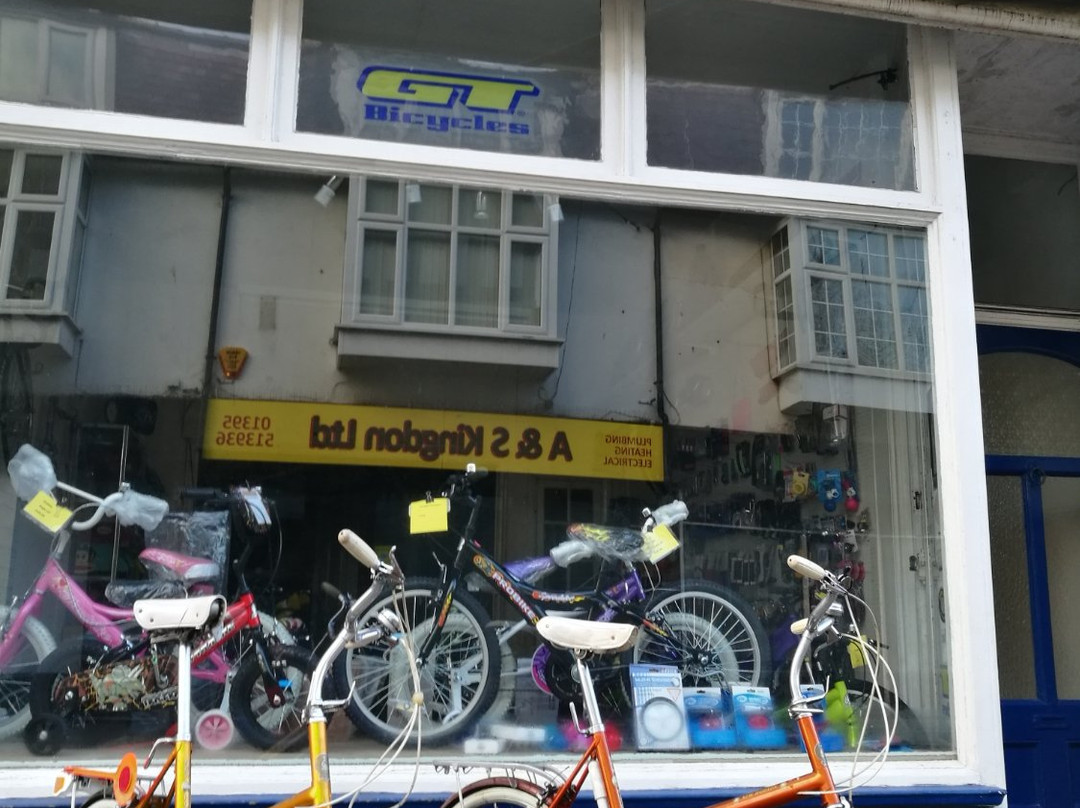 GT
Bicycles
01395
513936
A & S Kingdon Ltd
PLUMBING
HEATING
ELECTRICAL
PROBIKE